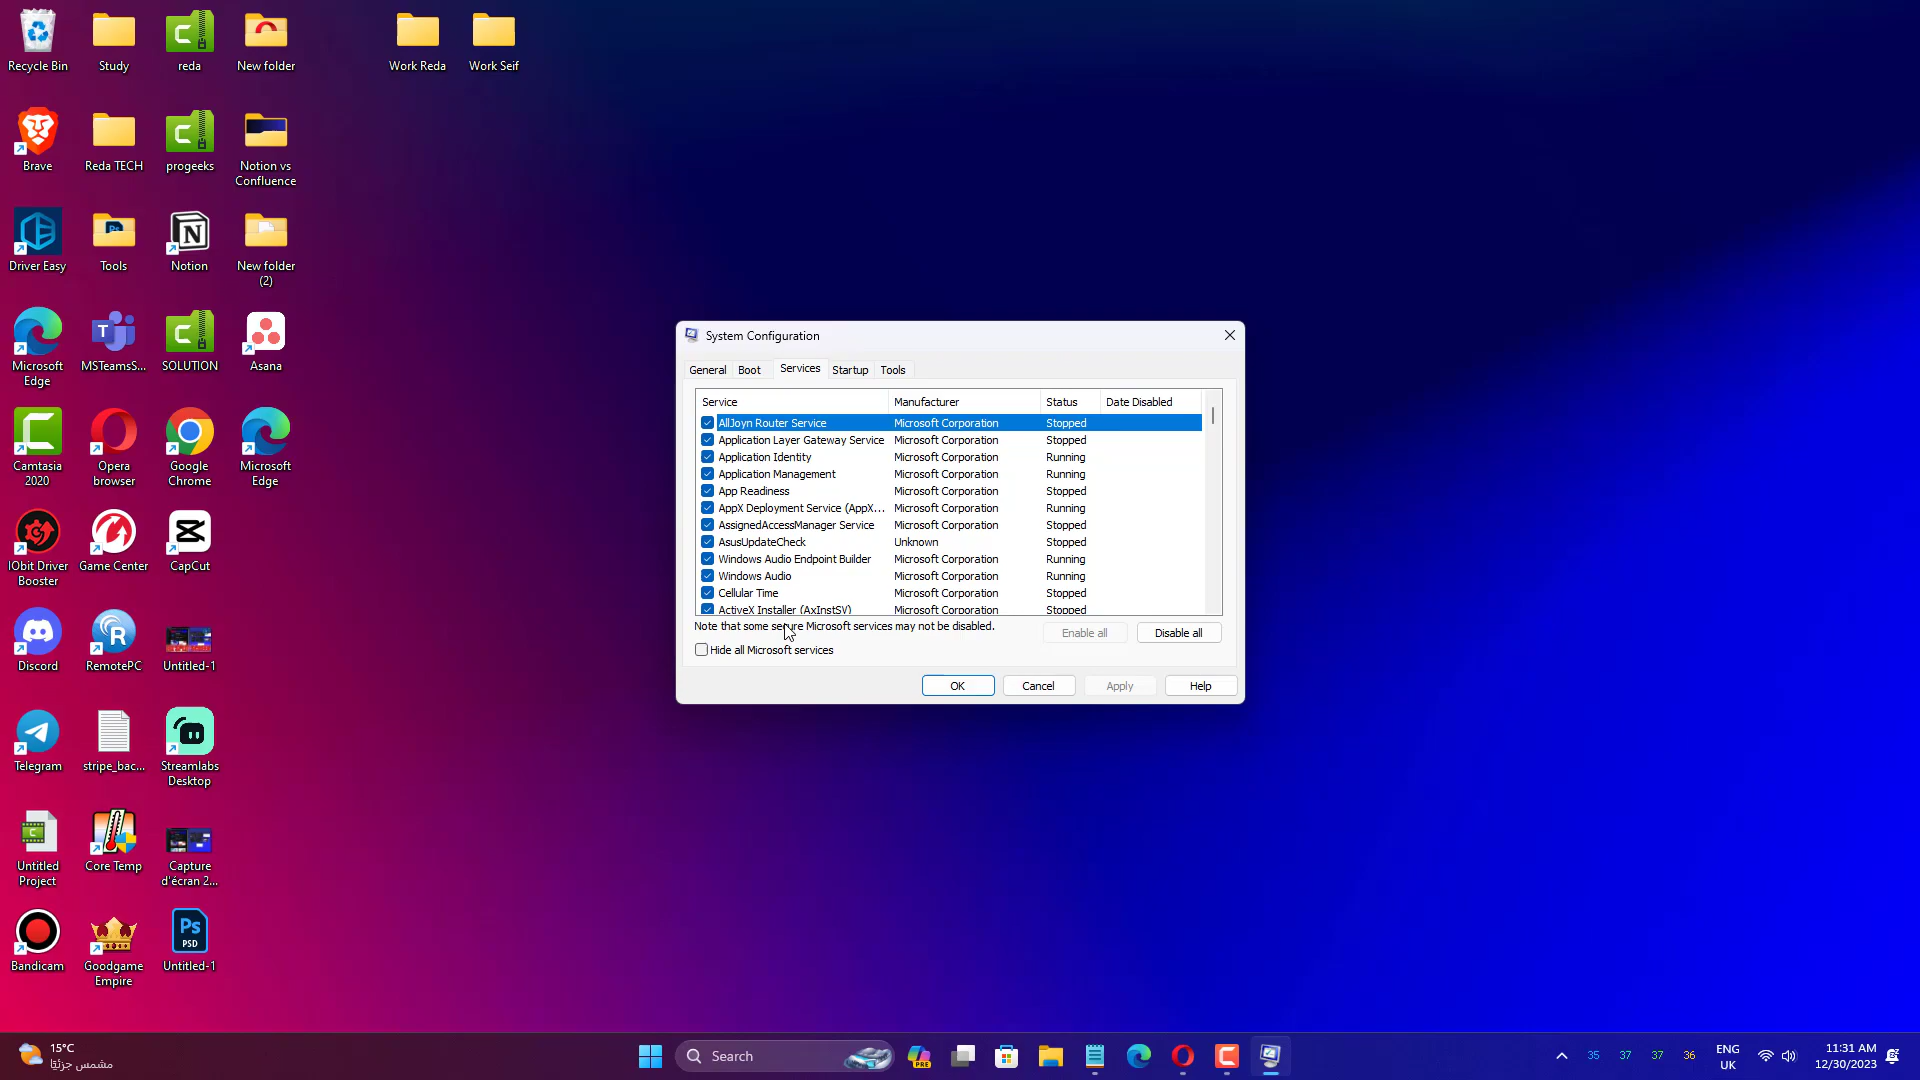 Recycle Bin
Study
reda
New folder
Work Reda
Work Seif
Brave
Reda TECH
progeeks
Notion vs
Confluence
Driver Easy
Tools
Notion
New folder
(2)
Microsoft
Edge
MSTeamsS...
SOLUTION
Asana
Camtasia
2020
Opera
browser
Google
Chrome
Microsoft
Edge
IObit Driver
Booster
Game Center
CapCut
Discord
RemotePC
Untitled-1
Telegram
stripe_bac...
Streamlabs
Desktop
Untitled
Project
Core Temp
Capture
d'écran 2...
Bandicam
Goodgame
Empire
Ps
PSD
Untitled-1
System Configuration
General Boot Services Startup Tools
Service Manufacturer Status Date Disabled
AllJoyn Router Service Microsoft Corporation Stopped
Application Layer Gateway Service Microsoft Corporation Stopped
Application Identity Microsoft Corporation Running
Application Management Microsoft Corporation Running
App Readiness Microsoft Corporation Stopped
AppX Deployment Service (AppX... Microsoft Corporation Running
AssignedAccessManager Service Microsoft Corporation Stopped
AsusUpdateCheck Unknown Stopped
Windows Audio Endpoint Builder Microsoft Corporation Running
Windows Audio Microsoft Corporation Running
Cellular Time Microsoft Corporation Stopped
ActiveX Installer (AxInstSV) Microsoft Corporation Stopped
Note that some secure Microsoft services may not be disabled.
Enable all Disable all
Hide all Microsoft services
OK Cancel Apply Help
15°C
مشمس جزئيًا
Search
PRE
35 37 37 36
ENG
UK
11:31 AM
12/30/2023